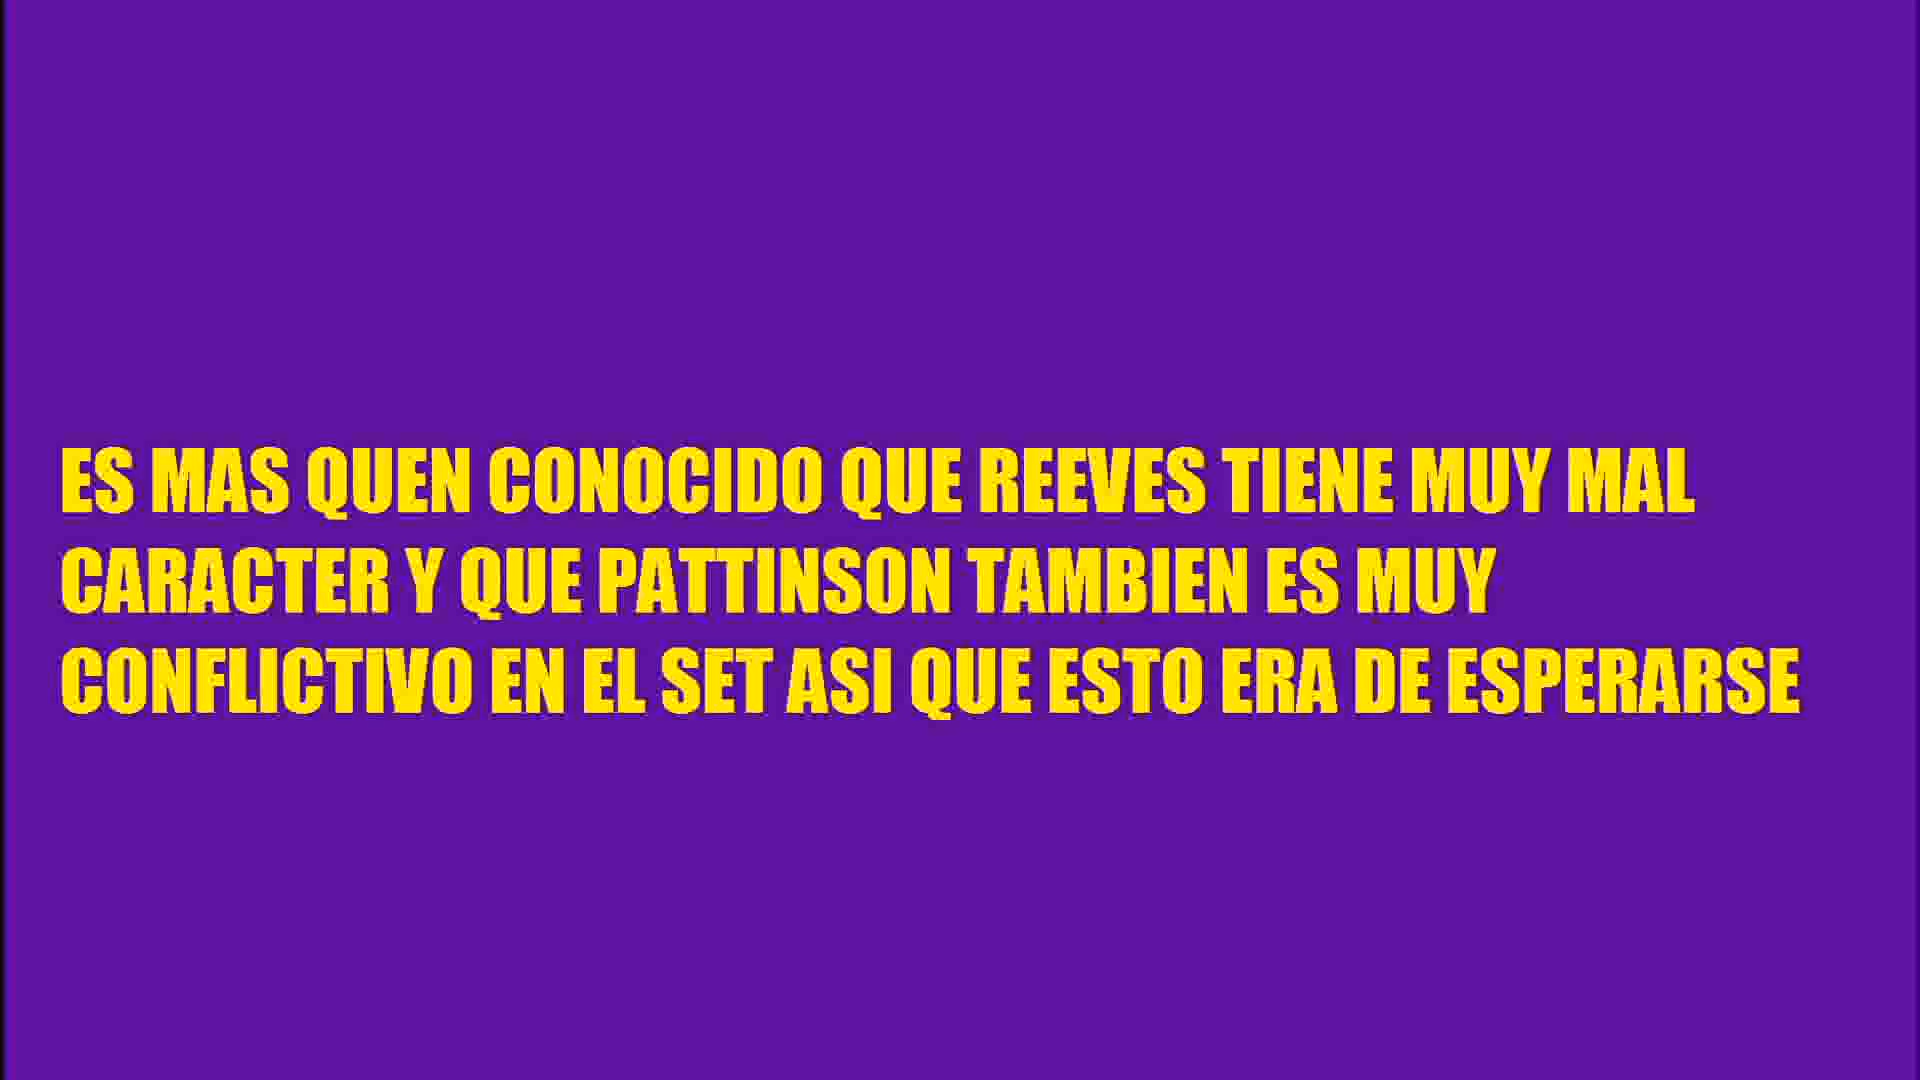 ES MAS QUEN CONOCIDO QUE REEVES TIENE MUY MAL
CARACTER Y QUE PATTINSON TAMBIEN ES MUY
CONFLICTIVO EN EL SET ASI QUE ESTO ERA DE ESPERARSE